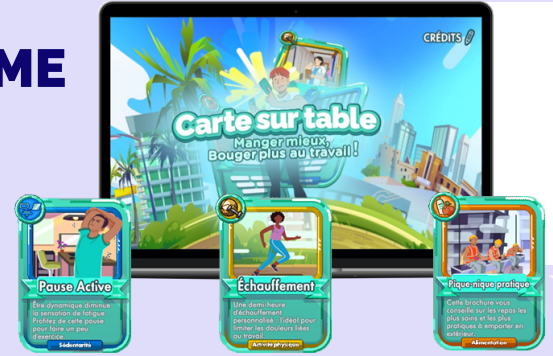 ME
CRÉDITS
Carte sur table
Manger mieux,
Bouger plus au travail !
Pause Active
Être dynamique diminue
la sensation de fatigue.
Profitez de cette pause
pour faire un peu
d'exercice.
Sédentarité
Échauffement
Une demi-heure
d'échauffement
personnalisé : l'idéal pour
limiter les douleurs liées
au travail.
Activité physique
Pique-nique pratique
Cette brochure vous
conseille sur les repas les
plus sains et les plus
pratiques à emporter en
extérieur.
Alimentation